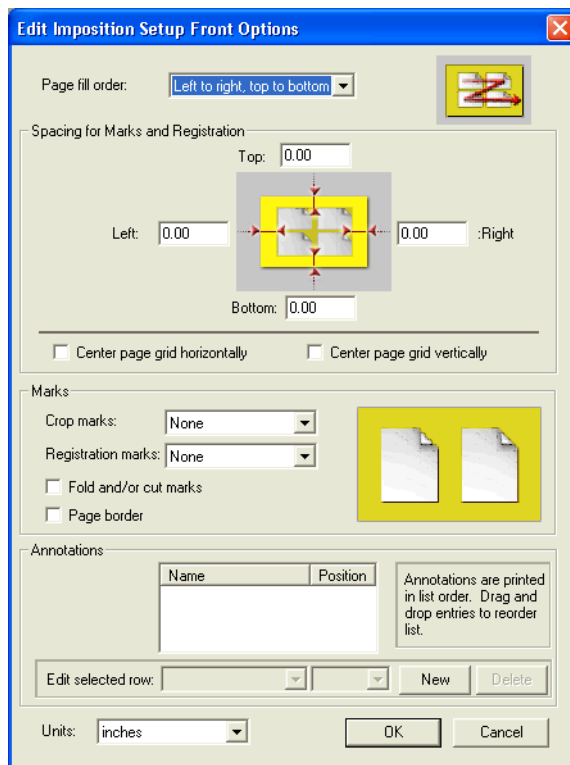 Edit Imposition Setup Front Options
Page fill order: Left to right, top to bottom
Spacing for Marks and Registration
Top: 0.00
Left: 0.00 0.00 :Right
Bottom: 0.00
Center page grid horizontally Center page grid vertically
Marks
Crop marks: None
Registration marks: None
Fold and/or cut marks
Page border
Annotations
Name Position
Annotations are printed
in list order. Drag and
drop entries to reorder
list.
Edit selected row: New Delete
Units: inches OK Cancel